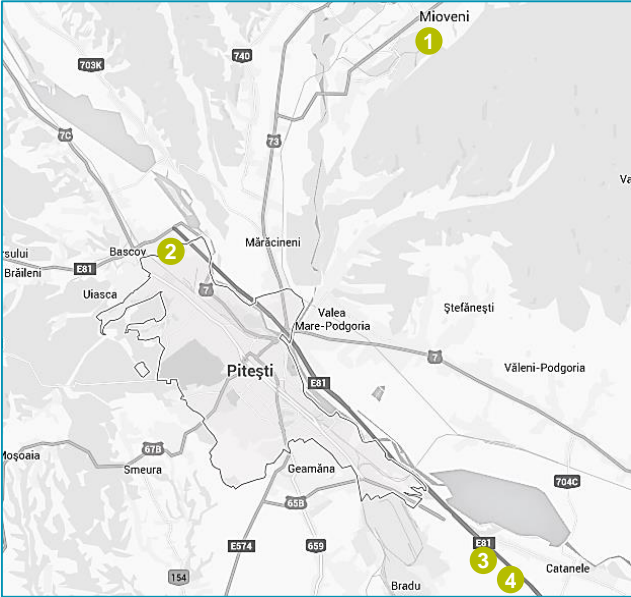 Mioveni
1
703K
740
7C
73
Va
2
Bascov
Mărăcineni
rsului
Brăileni
E81
Uiasca
7
Valea
Mare-Podgoria
Ștefănești
7
Pitești
E81
Văleni-Podgoria
67B
Moșoaia
Smeura
Geamăna
704C
65B
E574
659
E81
3
4
Catanele
154
Bradu